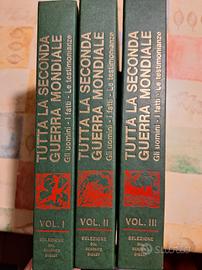 TUTTA LA SECONDA
GUERRA MONDIALE
Gli uomini - I fatti - Le testimonianze
VOL. I
SELEZIONE
DAL
READER'S
DIGEST
TUTTA LA SECONDA
GUERRA MONDIALE
Gli uomini - I fatti - Le testimonianze
VOL. II
SELEZIONE
DAL
READER'S
DIGEST
TUTTA LA SECONDA
GUERRA MONDIALE
Gli uomini - I fatti - Le testimonianze
VOL. III
SELEZIONE
DAL
READER'S
DIGEST
subito